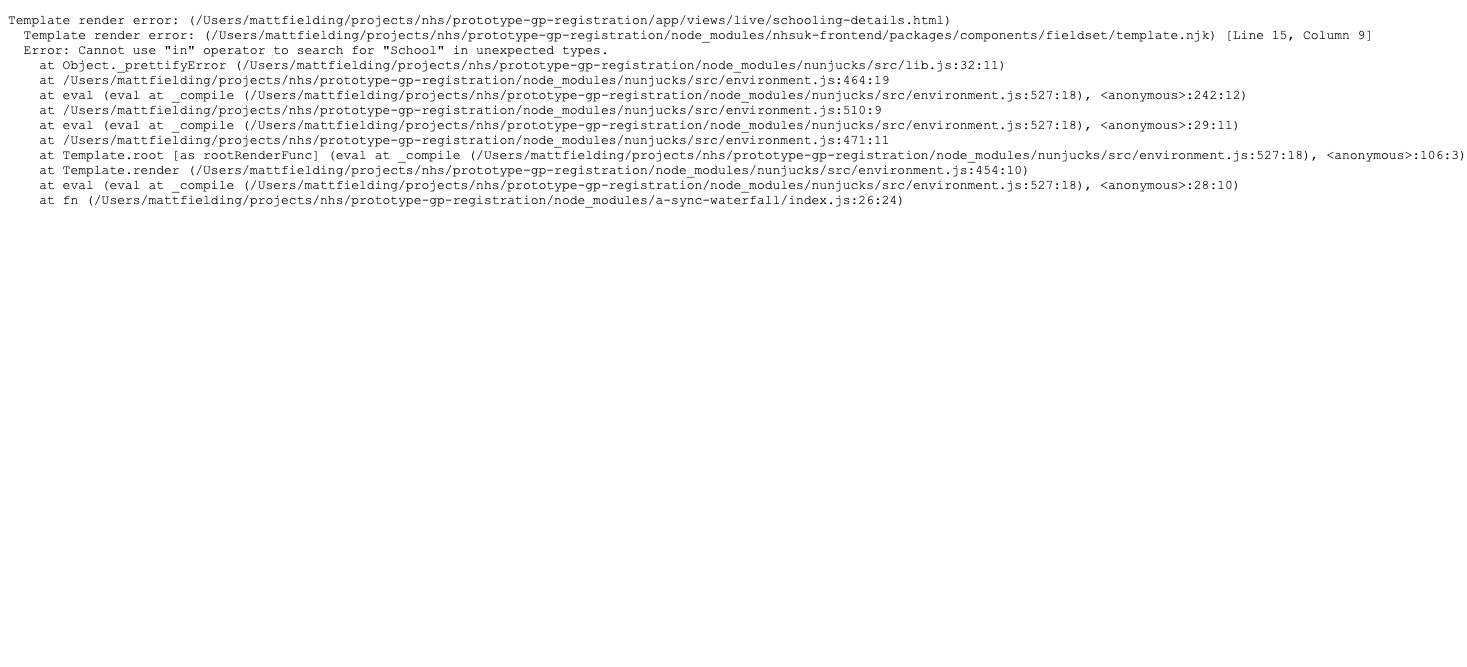 Template render error: (/Users/mattfielding/projects/nhs/prototype-gp-registration/app/views/live/schooling-details.html)
Template render error: (/Users/mattfielding/projects/nhs/prototype-gp-registration/node_modules/nhsuk-frontend/packages/components/fieldset/template.njk) [Line 15, Column 9]
Error: Cannot use "in" operator to search for "School" in unexpected types.
at Object._prettifyError (/Users/mattfielding/projects/nhs/prototype-gp-registration/node_modules/nunjucks/src/lib.js:32:11)
at /Users/mattfielding/projects/nhs/prototype-gp-registration/node_modules/nunjucks/src/environment.js:464:19
at eval (eval at _compile (/Users/mattfielding/projects/nhs/prototype-gp-registration/node_modules/nunjucks/src/environment.js:527:18), <anonymous>:242:12)
at /Users/mattfielding/projects/nhs/prototype-gp-registration/node_modules/nunjucks/src/environment.js:510:9
at eval (eval at _compile (/Users/mattfielding/projects/nhs/prototype-gp-registration/node_modules/nunjucks/src/environment.js:527:18), <anonymous>:29:11)
at /Users/mattfielding/projects/nhs/prototype-gp-registration/node_modules/nunjucks/src/environment.js:471:11
at Template.root [as rootRenderFunc] (eval at _compile (/Users/mattfielding/projects/nhs/prototype-gp-registration/node_modules/nunjucks/src/environment.js:527:18), <anonymous>:106:3)
at Template.render (/Users/mattfielding/projects/nhs/prototype-gp-registration/node_modules/nunjucks/src/environment.js:454:10)
at eval (eval at _compile (/Users/mattfielding/projects/nhs/prototype-gp-registration/node_modules/nunjucks/src/environment.js:527:18), <anonymous>:28:10)
at fn (/Users/mattfielding/projects/nhs/prototype-gp-registration/node_modules/a-sync-waterfall/index.js:26:24)